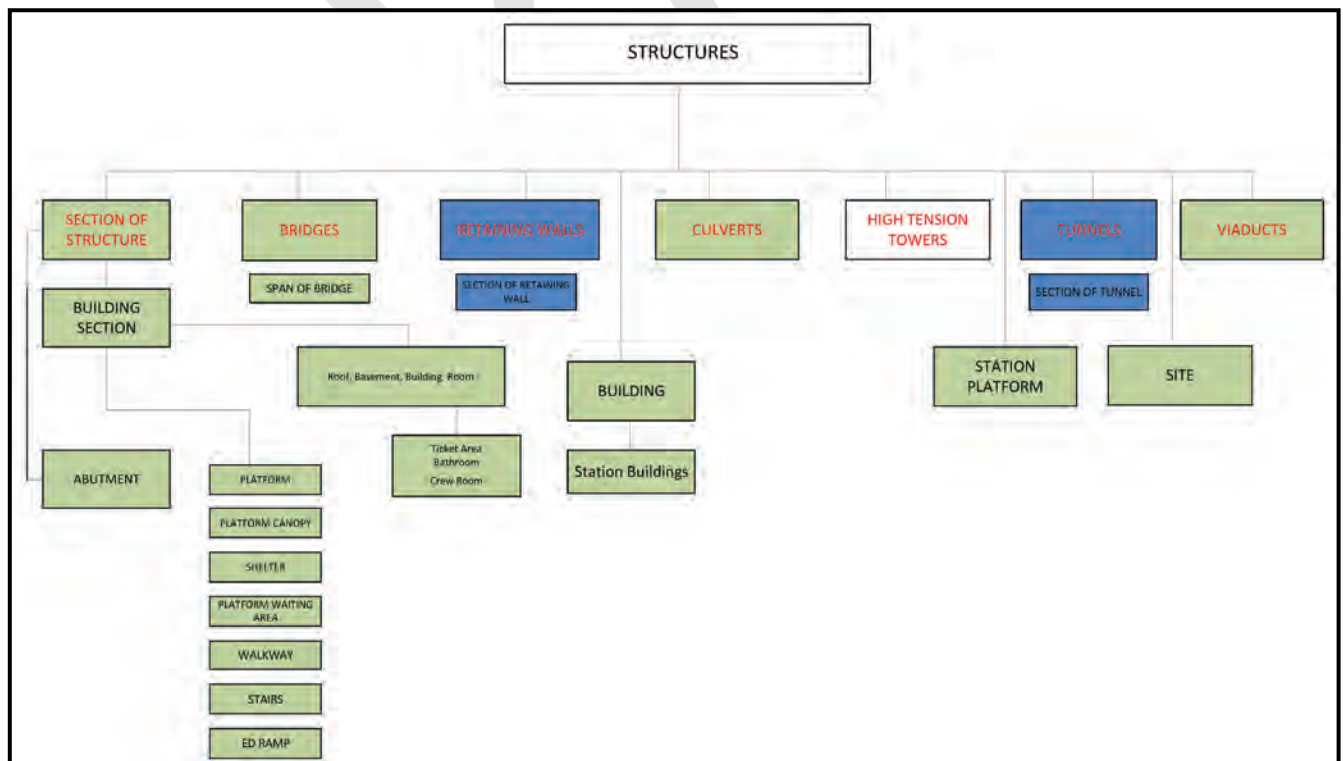 STRUCTURES
SECTION OF
STRUCTURE
BRIDGES
RETAINING WALLS
CULVERTS
HIGH TENSION
TOWERS
TUNNELS
VIADUCTS
SPAN OF BRIDGE
SECTION OF RETAINING
WALL
SECTION OF TUNNEL
BUILDING
SECTION
Roof, Basement, Building Room
BUILDING
STATION
PLATFORM
SITE
ABUTMENT
PLATFORM
Ticket Area
Bathroom
Crew Room
Station Buildings
PLATFORM CANOPY
SHELTER
PLATFORM WAITING
AREA
WALKWAY
STAIRS
ED RAMP